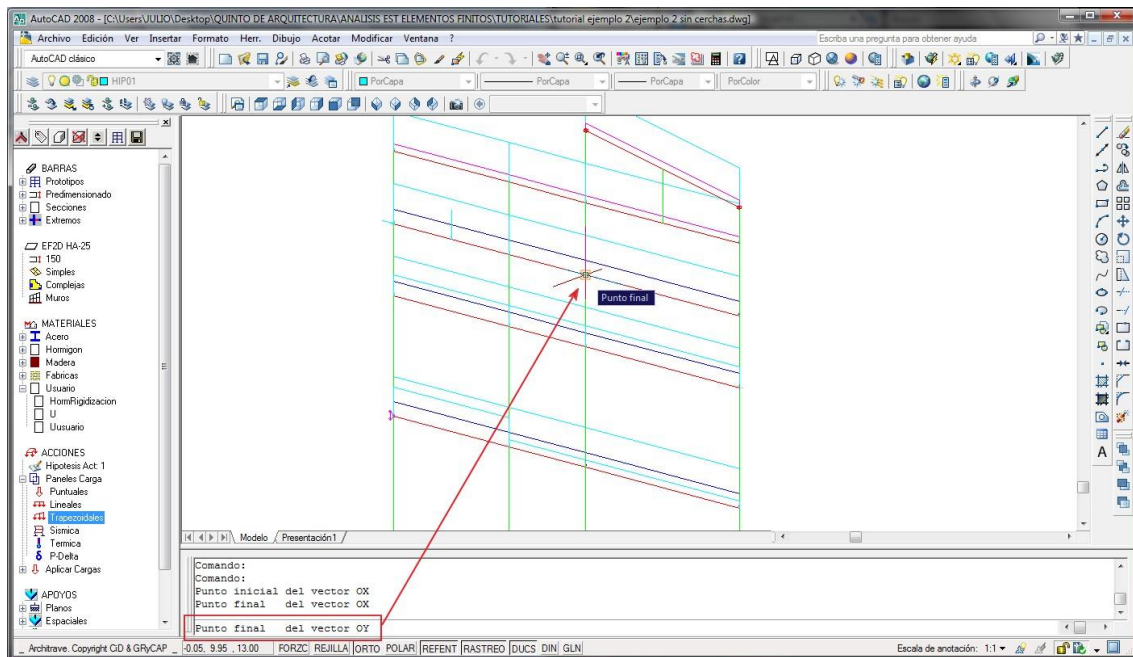 AutoCAD 2008 - [C:\Users\JULIO\Desktop\QUINTO DE ARQUITECTURA\ANALISIS EST ELEMENTOS FINITOS\TUTORIALES\tutorial ejemplo 2\ejemplo 2 sin cerchas.dwg]
Archivo Edición Ver Insertar Formato Herr. Dibujo Acotar Modificar Ventana ?
Escriba una pregunta para obtener ayuda
AutoCAD clásico
HIP01
PorCapa
PorCapa
PorCapa
PorColor
BARRAS
Prototipos
Predimensionado
Secciones
Extremos
EF2D HA-25
150
Simples
Complejas
Muros
MATERIALES
Acero
Hormigon
Madera
Fabricas
Usuario
HormRigidizacion
U
Uusuario
ACCIONES
Hipotesis Act: 1
Paneles Carga
Puntuales
Lineales
Trapezoidales
Sismica
Termica
P-Delta
Aplicar Cargas
APOYOS
Planos
Espaciales
Punto final
Modelo
Presentación1
Comando:
Comando:
Punto inicial del vector OX
Punto final del vector OX
Punto final del vector OY
_ Architrave. Copyright CiD & GRyCAP _
-0.05, 9.95 , 13.00
FORZC REJILLA ORTO POLAR REFENT RASTREO DUCS DIN GLN
Escala de anotación: 1:1